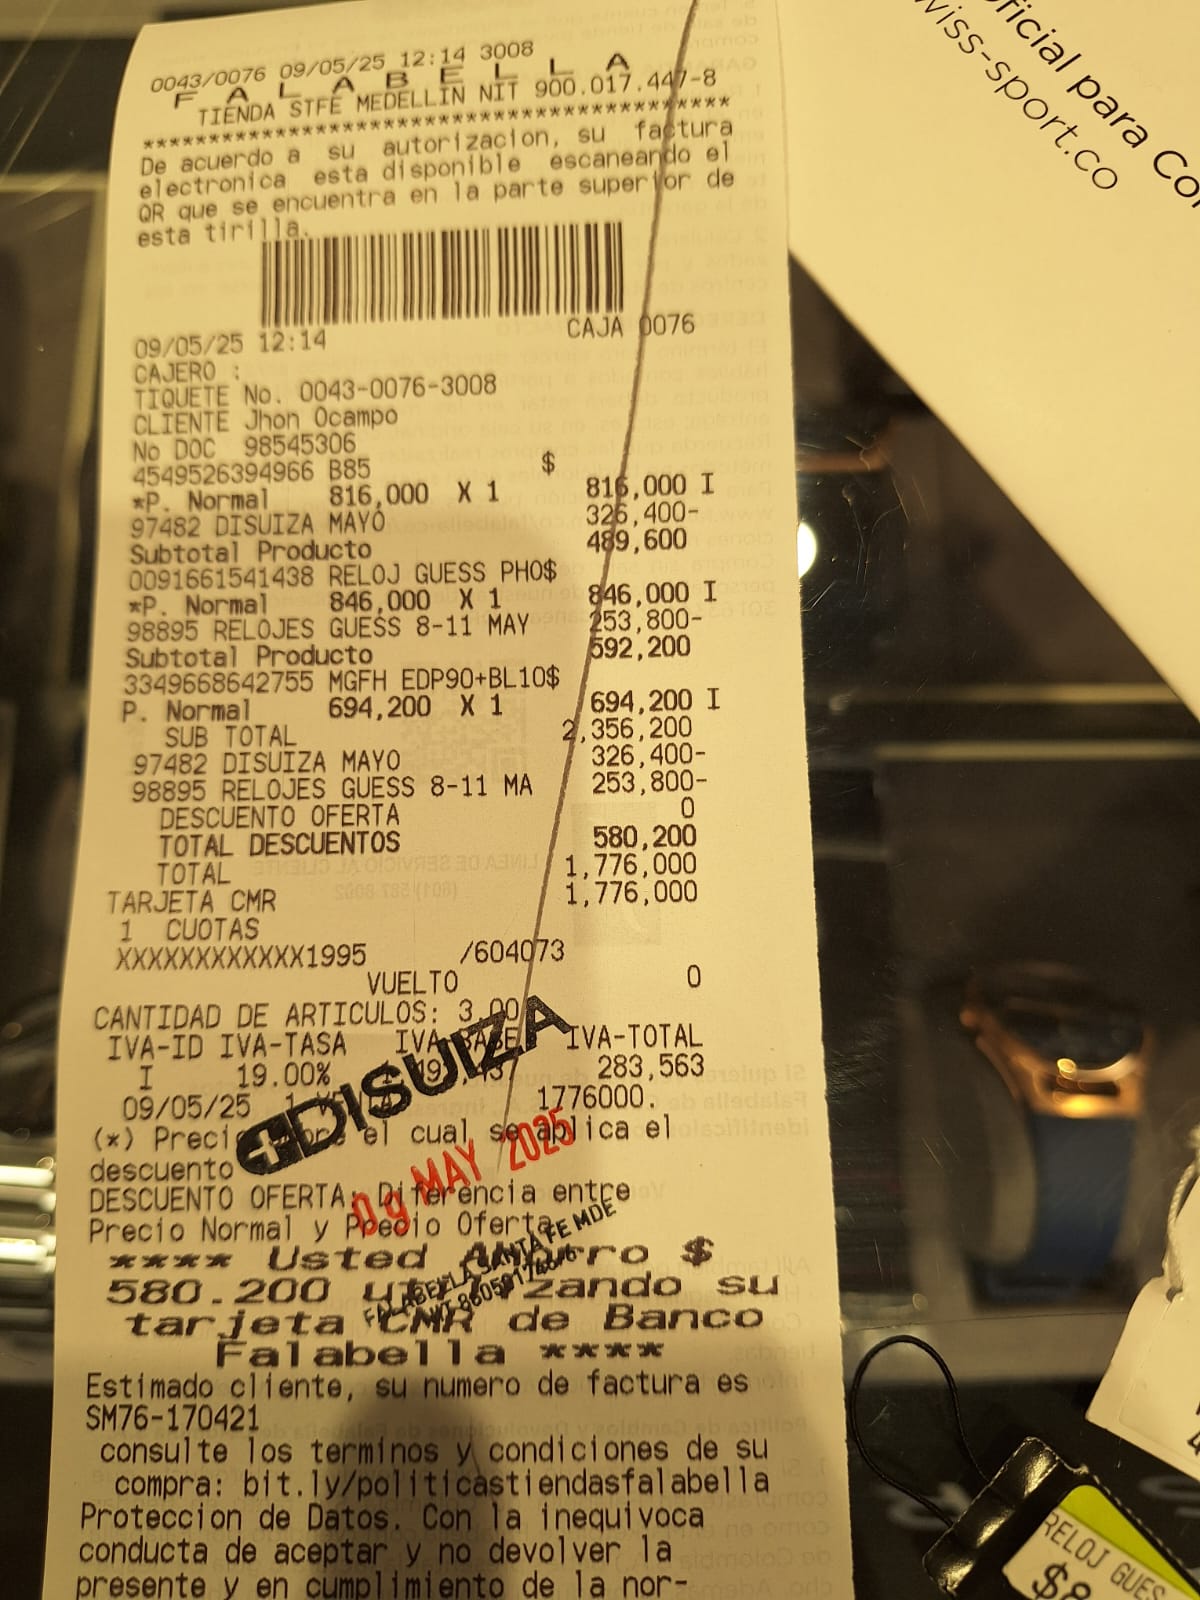 0043/0076 09/05/25 12:14 3008
F A L A B E L L A
TIENDA STFE MEDELLIN NIT 900.017.447-8
****************************************
De acuerdo a su autorizacion, su factura
electronica esta disponible escaneando el
QR que se encuentra en la parte superior de
esta tirilla.
09/05/25 12:14 CAJA 0076
CAJERO :
TIQUETE No. 0043-0076-3008
CLIENTE Jhon Ocampo
No DOC 98545306
4549526394966 B85 $
*P. Normal 816,000 X 1 816,000 I
97482 DISUIZA MAYO 326,400-
Subtotal Producto 489,600
0091661541438 RELOJ GUESS PHO$
*P. Normal 846,000 X 1 846,000 I
98895 RELOJES GUESS 8-11 MAY 253,800-
Subtotal Producto 592,200
3349668642755 MGFH EDP90+BL10$
P. Normal 694,200 X 1 694,200 I
SUB TOTAL 2,356,200
97482 DISUIZA MAYO 326,400-
98895 RELOJES GUESS 8-11 MA 253,800-
DESCUENTO OFERTA 0
TOTAL DESCUENTOS 580,200
TOTAL 1,776,000
TARJETA CMR 1,776,000
1 CUOTAS
XXXXXXXXXXXX1995 /604073
VUELTO 0
CANTIDAD DE ARTICULOS: 3,00
IVA-ID IVA-TASA IVA-BASE IVA-TOTAL
I 19.00% 283,563
09/05/25 1776000.
(*) Precio sobre el cual se aplica el
descuento
DISUIZA
09 MAY 2025
DESCUENTO OFERTA: Diferencia entre
Precio Normal y Precio Oferta
FALABELLA SANTA FE MDE
**** Usted Ahorro $
580.200 utilizando su
tarjeta CMR de Banco
Falabella ****
Estimado cliente, su numero de factura es
SM76-170421
consulte los terminos y condiciones de su
compra: bit.ly/politicastiendasfalabella
Proteccion de Datos. Con la inequivoca
conducta de aceptar y no devolver la
presente y en cumplimiento de la nor-
oficial para Co
wiss-sport.co
RELOJ GUES
$8